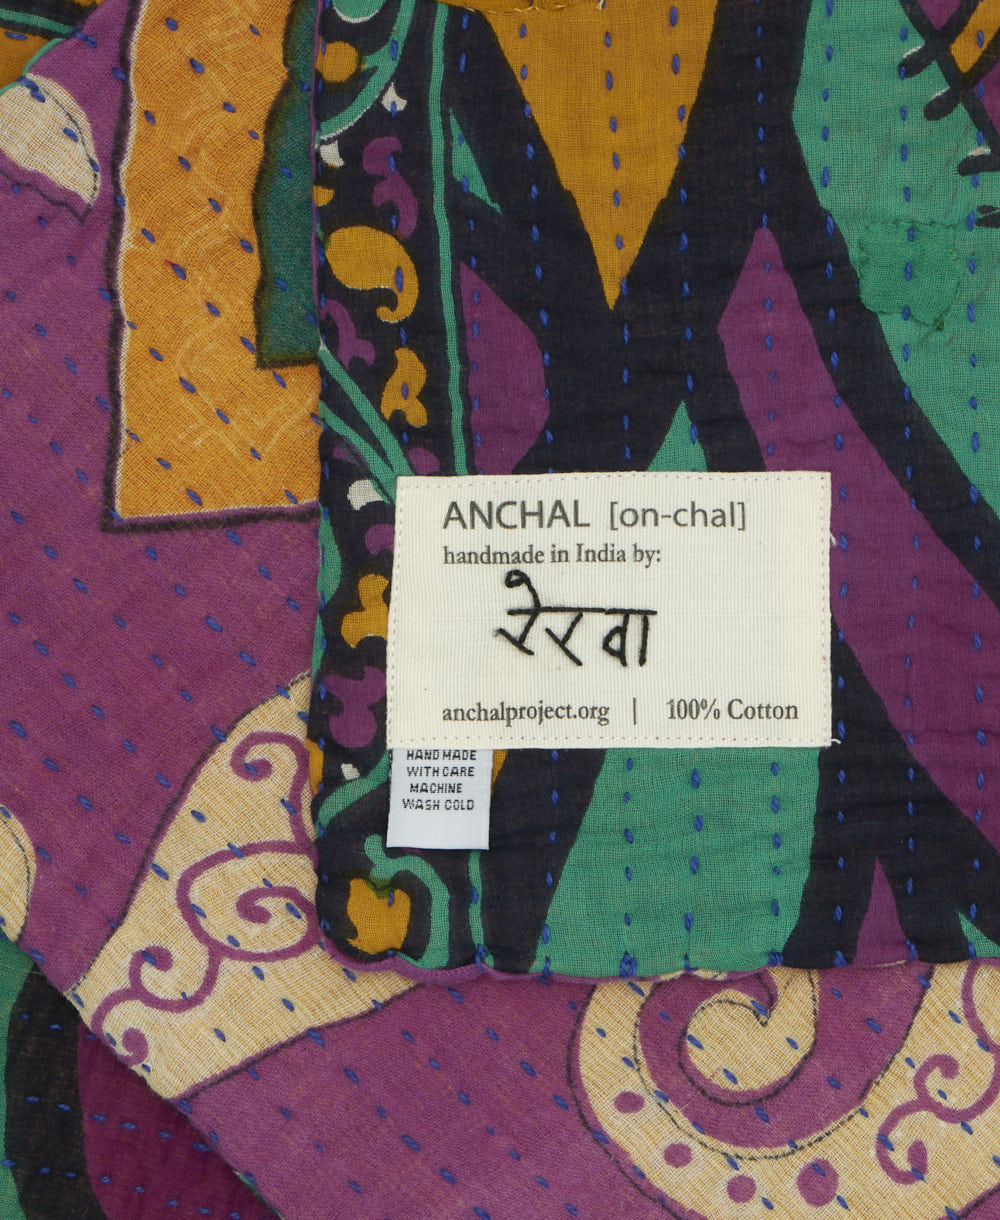 ANCHAL [on-chal]
handmade in India by:
रेखा
anchalproject.org | 100% Cotton
HAND MADE
WITH CARE
MACHINE
WASH COLD